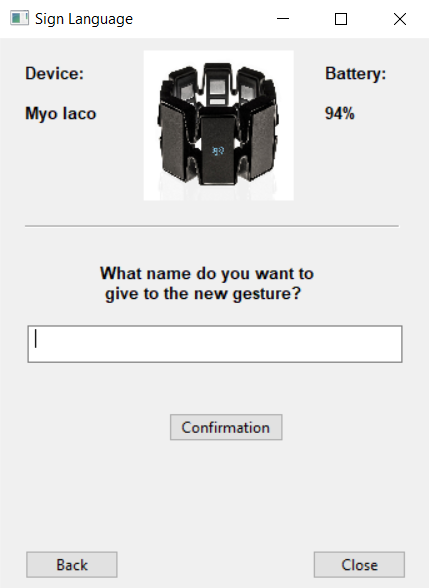 Sign Language
Device:
Battery:
Myo Iaco
94%
What name do you want to
give to the new gesture?
Confirmation
Back
Close